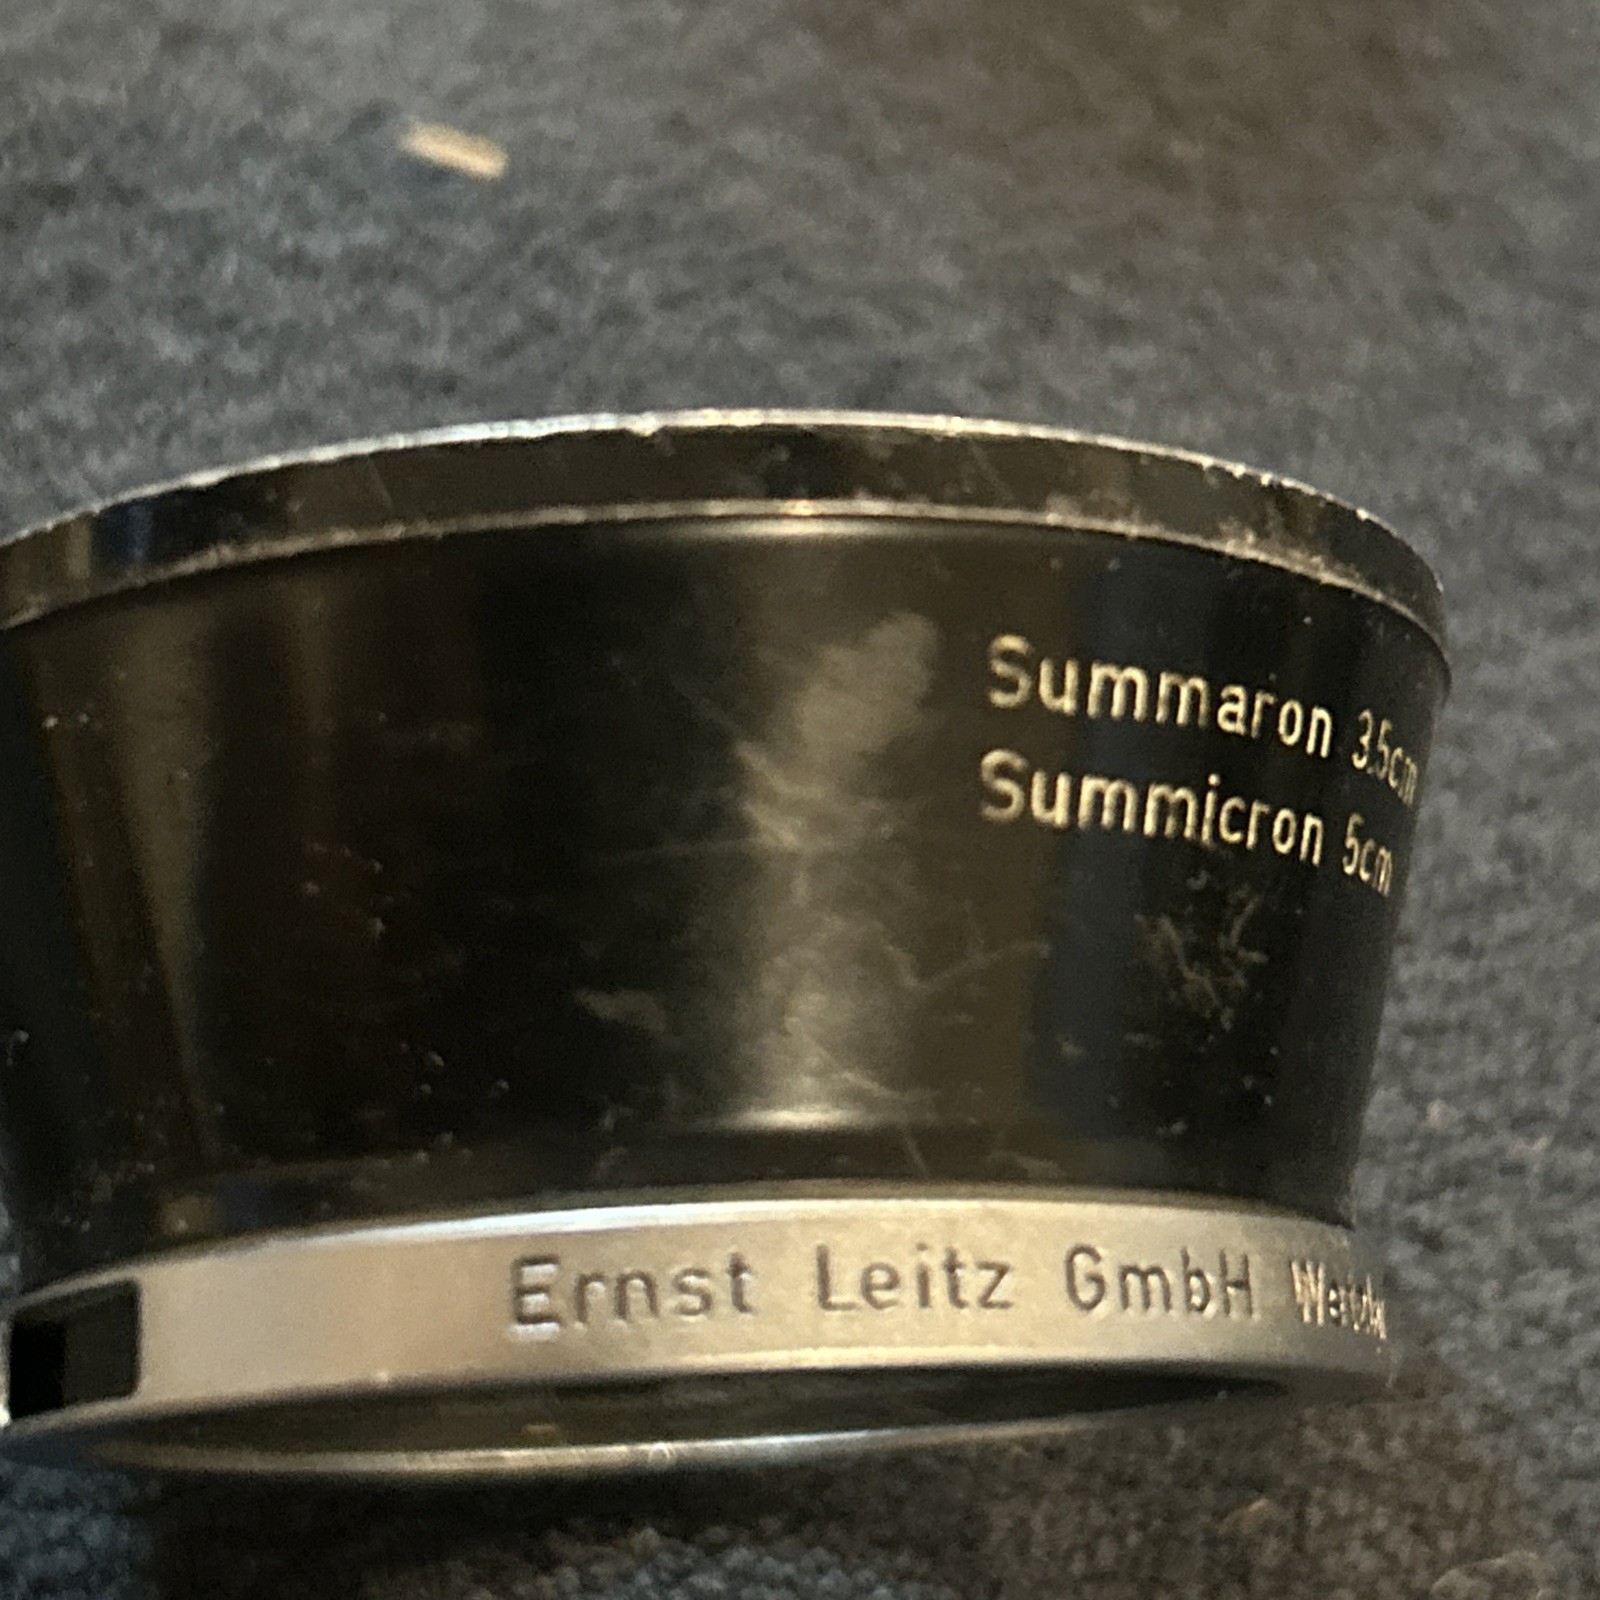 Summaron 3,5cm
Summicron 5cm
Ernst Leitz GmbH